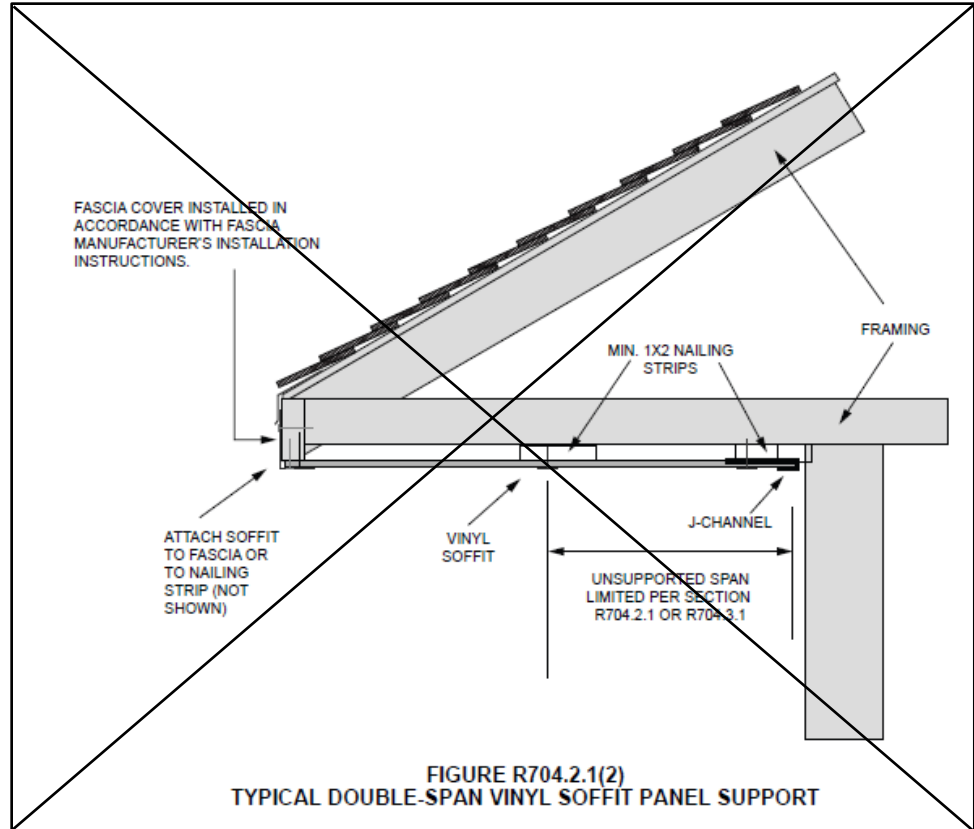 FASCIA COVER INSTALLED IN
ACCORDANCE WITH FASCIA
MANUFACTURER'S INSTALLATION
INSTRUCTIONS.
FRAMING
MIN. 1X2 NAILING
STRIPS
J-CHANNEL
ATTACH SOFFIT
TO FASCIA OR
TO NAILING
STRIP (NOT
SHOWN)
VINYL
SOFFIT
UNSUPPORTED SPAN
LIMITED PER SECTION
R704.2.1 OR R704.3.1
FIGURE R704.2.1(2)
TYPICAL DOUBLE-SPAN VINYL SOFFIT PANEL SUPPORT